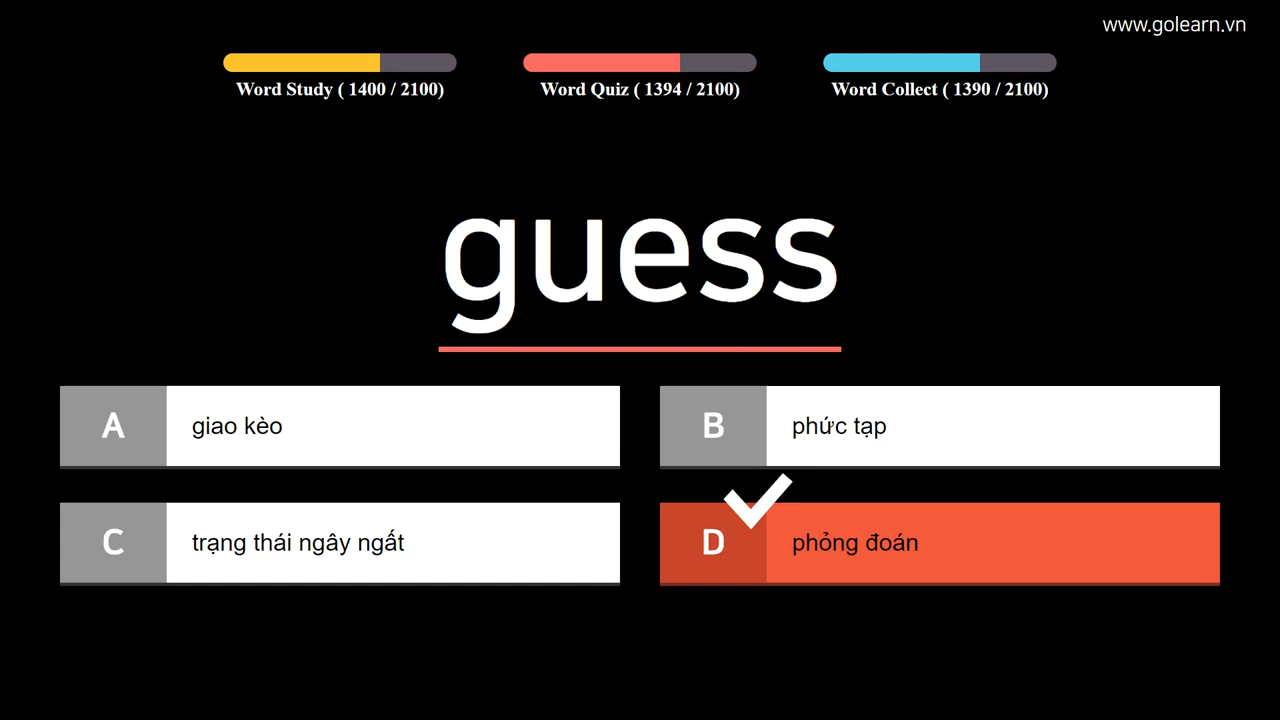 www.golearn.vn
Word Study ( 1400 / 2100)
Word Quiz ( 1394 / 2100)
Word Collect ( 1390 / 2100)
guess
A giao kèo
B phức tạp
C trạng thái ngây ngất
D phỏng đoán